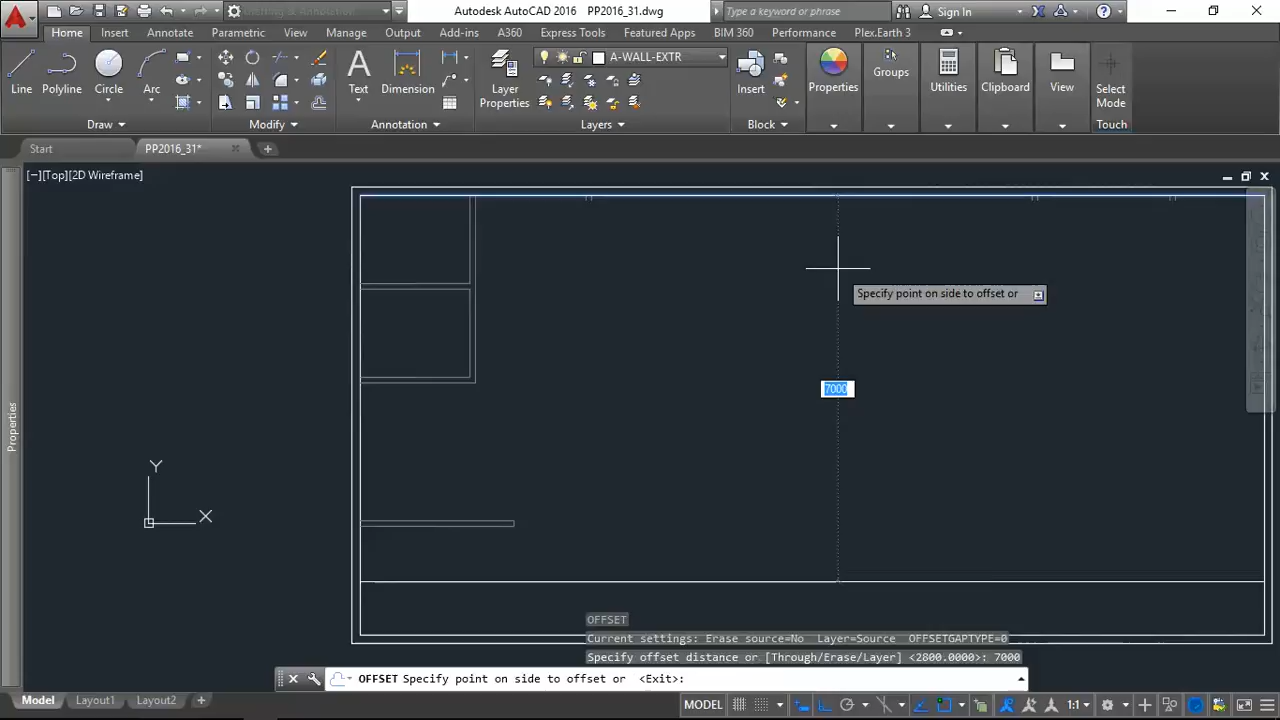 Drafting & Annotation
Autodesk AutoCAD 2016 PP2016_31.dwg
Type a keyword or phrase
Sign In
Home Insert Annotate Parametric View Manage Output Add-ins A360 Express Tools Featured Apps BIM 360 Performance Plex.Earth 3
A-WALL-EXTR
Line Polyline Circle Arc Text Dimension Layer Properties Insert Properties Groups Utilities Clipboard View Select Mode
Draw Modify Annotation Layers Block Touch
Start PP2016_31*
[−][Top][2D Wireframe]
Specify point on side to offset or
7000
Properties
Y
X
OFFSET
Current settings: Erase source=No Layer=Source OFFSETGAPTYPE=0
Specify offset distance or [Through/Erase/Layer] <2800.0000>: 7000
OFFSET Specify point on side to offset or <Exit>:
Model Layout1 Layout2 + MODEL 1:1